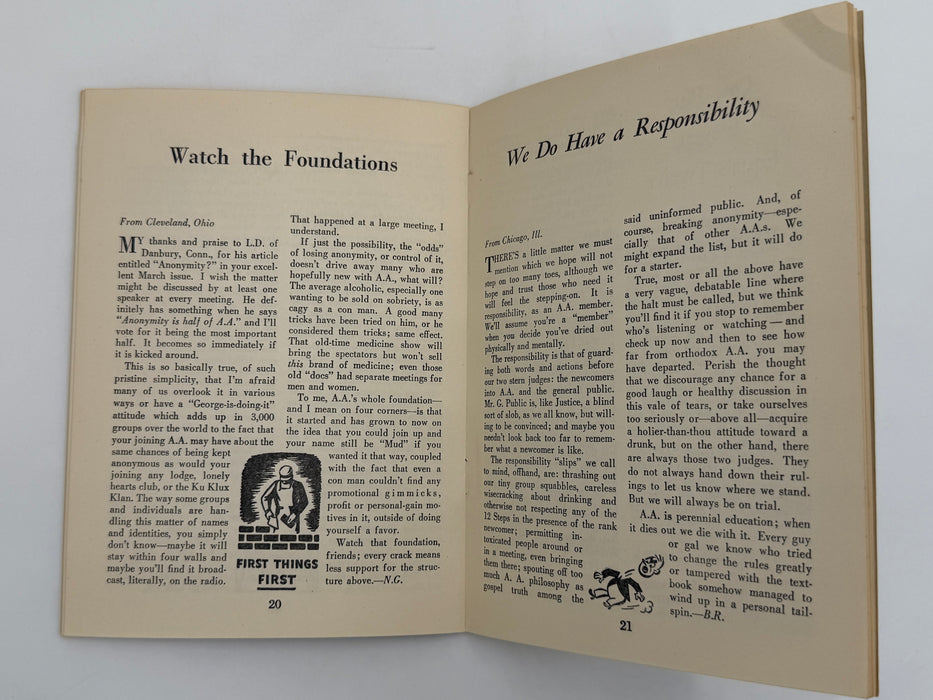 Watch the Foundations
From Cleveland, Ohio
MY thanks and praise to L.D. of
Danbury, Conn., for his article
entitled "Anonymity?" in your excel-
lent March issue. I wish the matter
might be discussed by at least one
speaker at every meeting. He def-
initely has something when he says
"Anonymity is half of A.A." and I'll
vote for it being the most important
half. It becomes so immediately if
it is kicked around.
This is so basically true, of such
pristine simplicity, that I'm afraid
many of us overlook it in various
ways or have a "George-is-doing-it"
attitude which adds up in 3,000
groups over the world to the fact that
your joining A.A. may have about the
same chances of being kept
anonymous as would your
joining any lodge, lonely
hearts club, or the Ku Klux
Klan. The way some groups
and individuals are han-
dling this matter of names
and identities, you simply
don't know—maybe it will
stay within four walls and
maybe you'll find it broad-
cast, literally, on the radio.
That happened at a large meeting, I
understand.
If just the possibility, the "odds"
of losing anonymity, or control of it,
doesn't drive away many who are
hopefully new with A.A., what will?
The average alcoholic, especially one
wanting to be sold on sobriety, is as
cagy as a con man. A good many
tricks have been tried on him, or he
considered them tricks; same effect.
That old-time medicine show will
bring the spectators but won't sell
this brand of medicine; even those
old "docs" had separate meetings for
men and women.
To me, A.A.'s whole foundation—
and I mean on four corners—is that
it started and has grown to now on
the idea that you could join up and
your name still be "Mud" if you
wanted it that way, coupled
with the fact that even a
con man couldn't find any
promotional gimmicks,
profit or personal-gain mo-
tives in it, outside of doing
yourself a favor.
Watch that foundation,
friends; every crack means
less support for the struc-
ture above.—N.G.
FIRST THINGS
FIRST
20
We Do Have a Responsibility
From Chicago, Ill.
THERE'S a little matter we must
mention which we hope will not
step on too many toes, although we
hope and trust those who need it
will feel the stepping-on. It is
responsibility, as an A.A. member.
We'll assume you're a "member"
when you decide you've dried out
physically and mentally.
The responsibility is that of guard-
ing both words and actions before
our two stern judges: the newcomers
into A.A. and the general public.
Mr. G. Public is, like Justice, a blind
sort of slob, as we all know, but will-
ing to be convinced; and maybe you
needn't look back too far to remem-
ber what a newcomer is like.
The responsibility "slips" we call
to mind, offhand, are: thrashing out
our tiny group squabbles, careless
wisecracking about drinking and
otherwise not respecting any of the
12 Steps in the presence of the rank
newcomer; permitting in-
toxicated people around or
in a meeting, even bringing
them there; spouting off too
much A. A. philosophy as
gospel truth among the
said uninformed public. And, of
course, breaking anonymity—espe-
cially that of other A.A.s. We
might expand the list, but it will do
for a starter.
True, most or all the above have
a very vague, debatable line where
the halt must be called, but we think
you'll find it if you stop to remember
who's listening or watching — and
check up now and then to see how
far from orthodox A.A. you may
have departed. Perish the thought
that we discourage any chance for a
good laugh or healthy discussion in
this vale of tears, or take ourselves
too seriously or—above all—acquire
a holier-than-thou attitude toward a
drunk, but on the other hand, there
are always those two judges. They
do not always hand down their rul-
ings to let us know where we stand.
But we will always be on trial.
A.A. is perennial education; when
it dies out we die with it. Every guy
or gal we know who tried
to change the rules greatly
or tampered with the text-
book somehow managed to
wind up in a personal tail-
spin.—B.R.
21